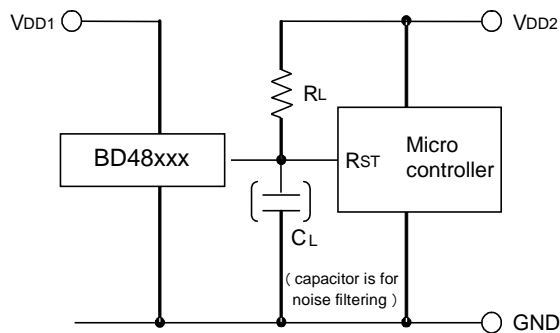 VDD1
VDD2
RL
BD48xxx
RST
Micro
controller
CL
( capacitor is for
noise filtering )
GND